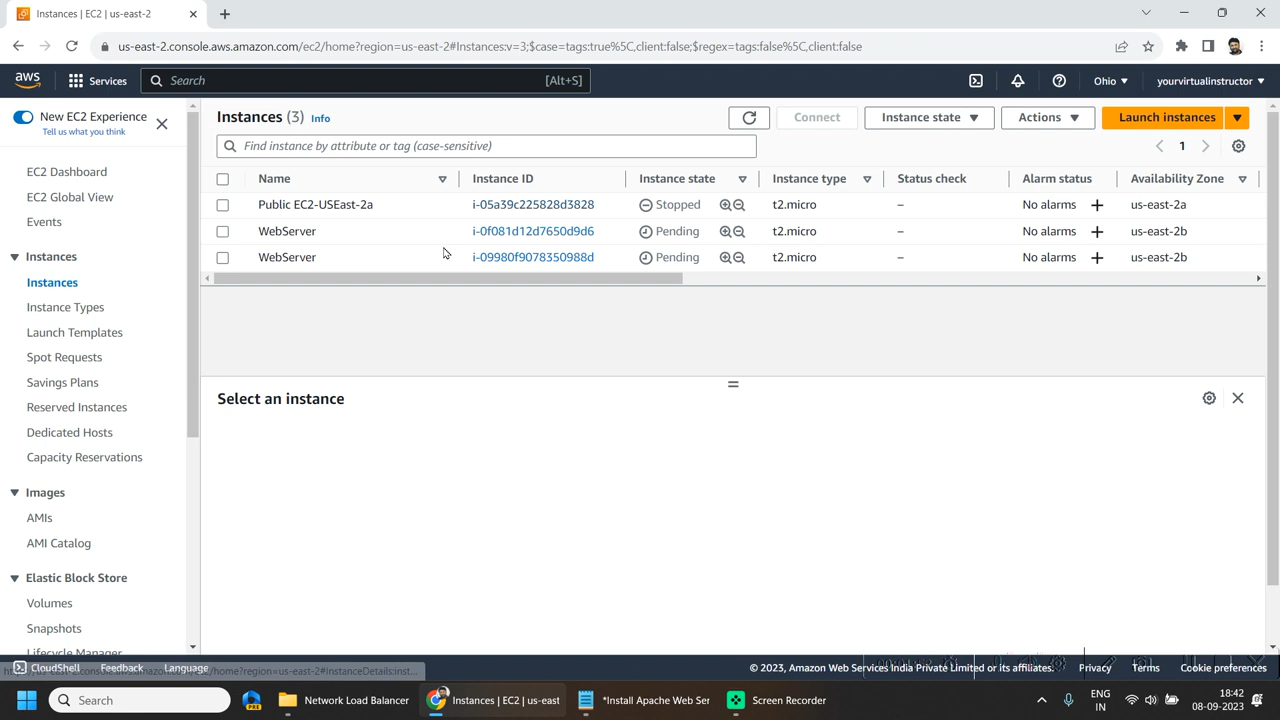 Instances | EC2 | us-east-2
us-east-2.console.aws.amazon.com/ec2/home?region=us-east-2#Instances:v=3;$case=tags:true%5C,client:false;$regex=tags:false%5C,client:false
aws Services Search [Alt+S] Ohio yourvirtualinstructor
New EC2 Experience
Tell us what you think
EC2 Dashboard
EC2 Global View
Events
Instances
Instances
Instance Types
Launch Templates
Spot Requests
Savings Plans
Reserved Instances
Dedicated Hosts
Capacity Reservations
Images
AMIs
AMI Catalog
Elastic Block Store
Volumes
Snapshots
Lifecycle Manager
Instances (3) Info Connect Instance state Actions Launch instances
Find instance by attribute or tag (case-sensitive) 1
Name Instance ID Instance state Instance type Status check Alarm status Availability Zone
Public EC2-USEast-2a i-05a39c225828d3828 Stopped t2.micro – No alarms + us-east-2a
WebServer i-0f081d12d7650d9d6 Pending t2.micro – No alarms + us-east-2b
WebServer i-09980f9078350988d Pending t2.micro – No alarms + us-east-2b
Select an instance
CloudShell Feedback Language © 2023, Amazon Web Services India Private Limited or its affiliates. Privacy Terms Cookie preferences
Search PRE Network Load Balancer Instances | EC2 | us-east *Install Apache Web Ser Screen Recorder ENG IN 18:42 08-09-2023